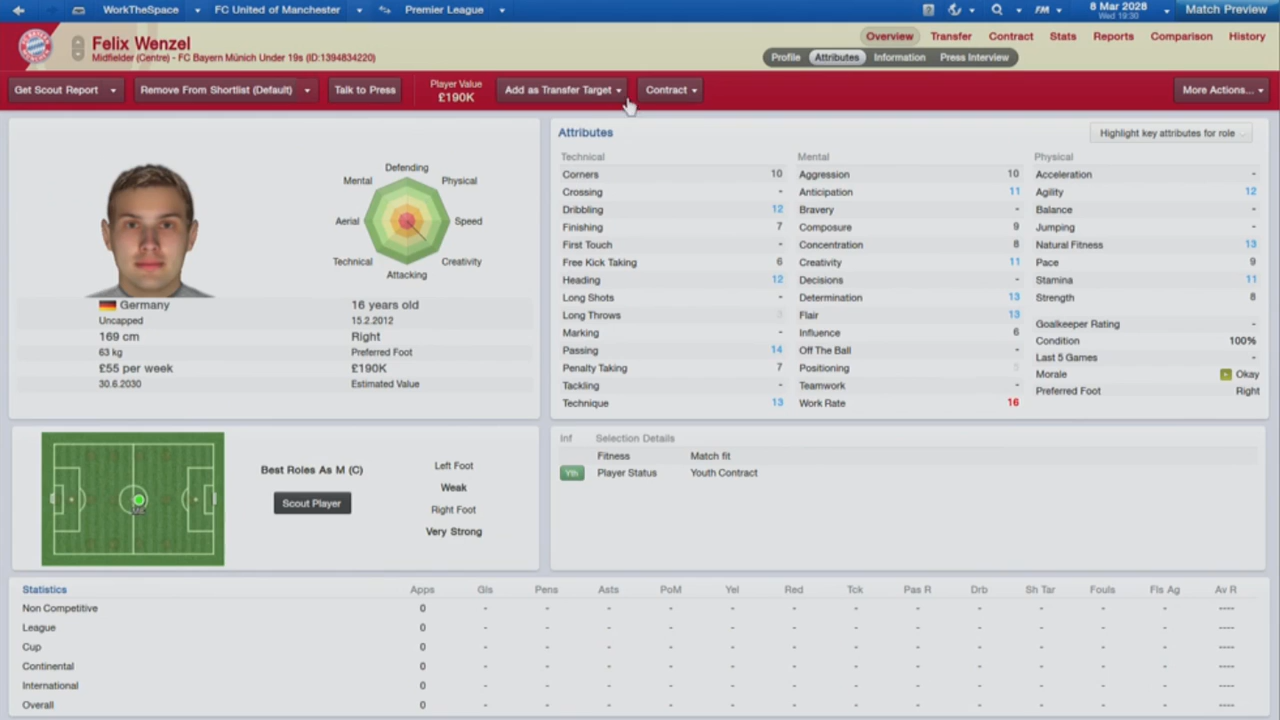 WorkTheSpace FC United of Manchester Premier League FM 8 Mar 2028 Wed 19:30 Match Preview
Felix Wenzel
Midfielder (Centre) - FC Bayern Münich Under 19s (ID:1394834220)
Overview Transfer Contract Stats Reports Comparison History
Profile Attributes Information Press Interview
Get Scout Report Remove From Shortlist (Default) Talk to Press Player Value £190K Add as Transfer Target Contract More Actions...
Defending
Mental Physical
Aerial Speed
Technical Creativity
Attacking
Germany 16 years old
Uncapped 15.2.2012
169 cm Right
63 kg Preferred Foot
£55 per week £190K
30.6.2030 Estimated Value
Attributes Highlight key attributes for role
Technical Mental Physical
Corners 10 Aggression 10 Acceleration -
Crossing - Anticipation 11 Agility 12
Dribbling 12 Bravery - Balance -
Finishing 7 Composure 9 Jumping -
First Touch - Concentration 8 Natural Fitness 13
Free Kick Taking 6 Creativity 11 Pace 9
Heading 12 Decisions - Stamina 11
Long Shots - Determination 13 Strength 8
Long Throws 3 Flair 13
Marking - Influence 6 Goalkeeper Rating -
Passing 14 Off The Ball - Condition 100%
Penalty Taking 7 Positioning Last 5 Games -
Tackling - Teamwork - Morale Okay
Technique 13 Work Rate 16 Preferred Foot Right
Best Roles As M (C)
Scout Player
Left Foot
Weak
Right Foot
Very Strong
Inf Selection Details
Fitness Match fit
Yth Player Status Youth Contract
Statistics Apps Gls Pens Asts PoM Yel Red Tck Pas R Drb Sh Tar Fouls Fls Ag Av R
Non Competitive 0 - - - - - - - - - - - - ----
League 0 - - - - - - - - - - - - ----
Cup 0 - - - - - - - - - - - - ----
Continental 0 - - - - - - - - - - - - ----
International 0 - - - - - - - - - - - - ----
Overall 0 - - - - - - - - - - - - ----